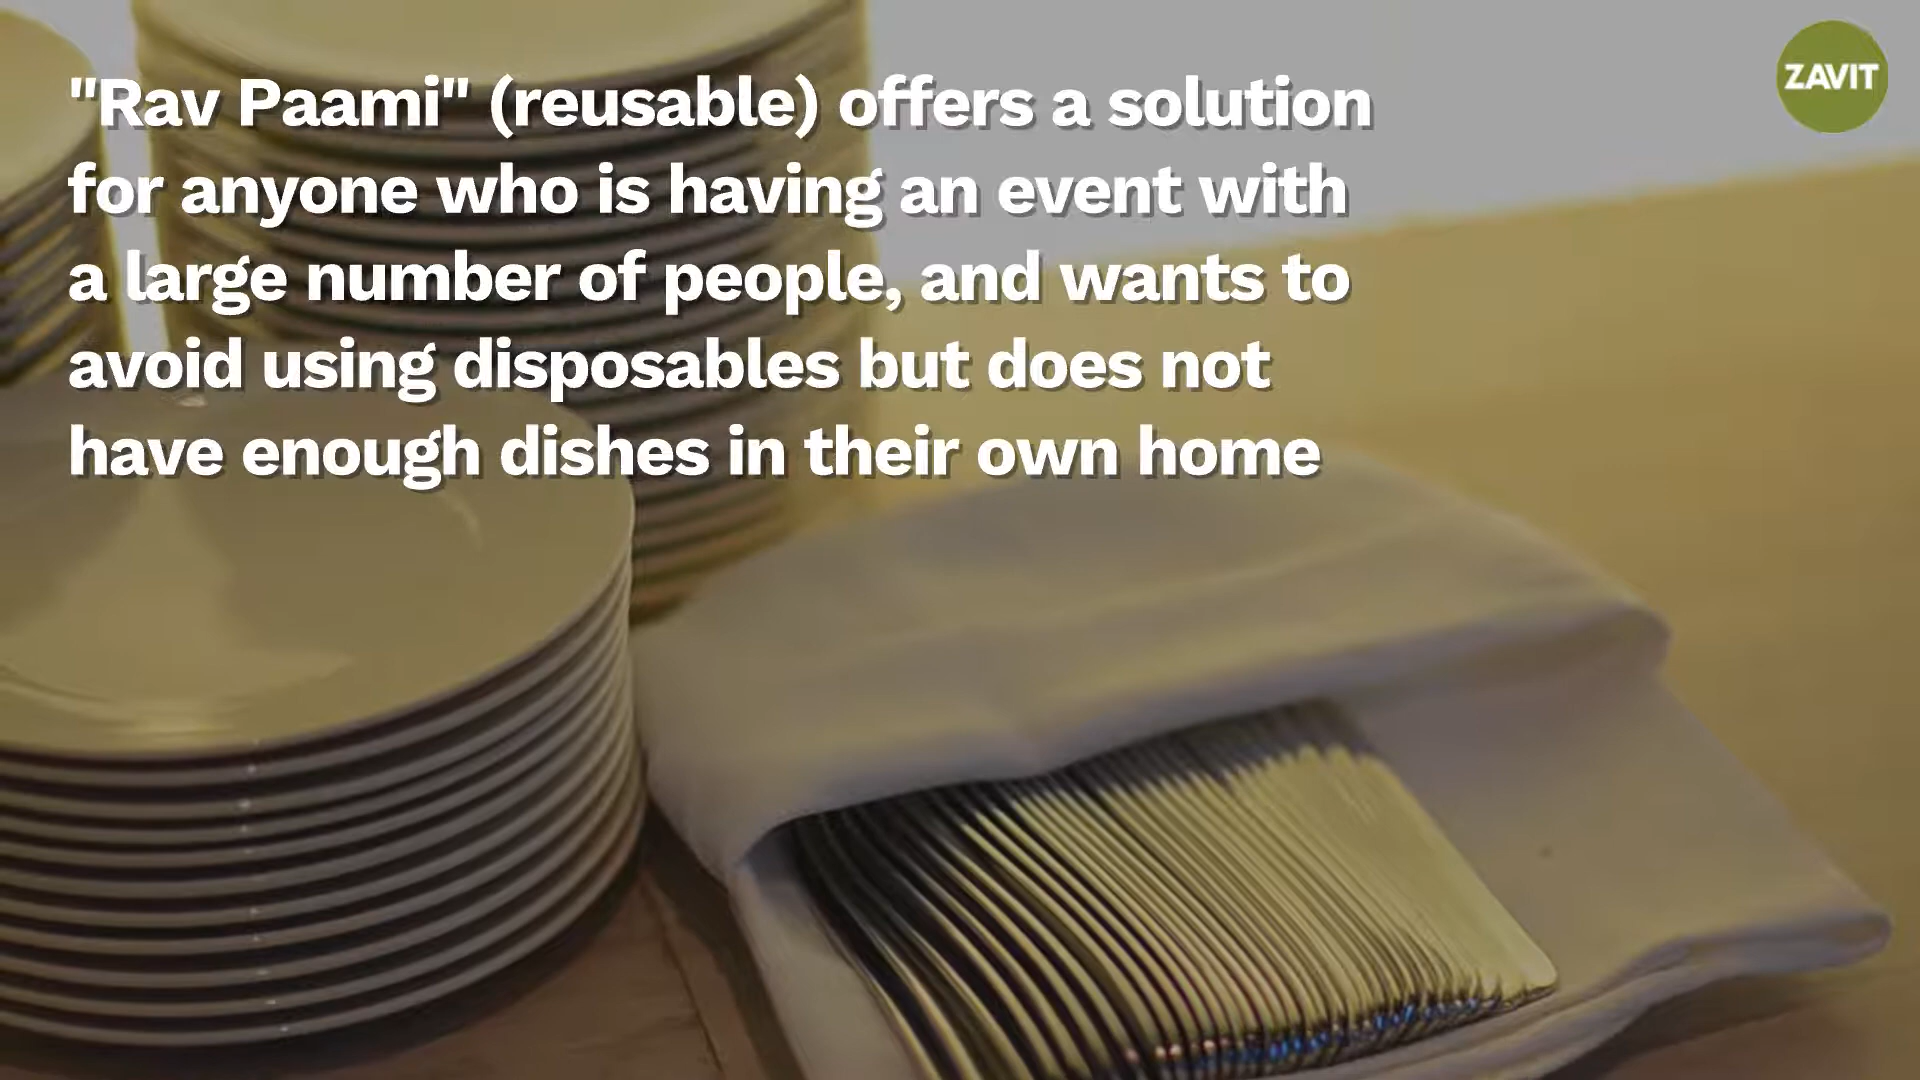 "Rav Paami" (reusable) offers a solution
for anyone who is having an event with
a large number of people, and wants to
avoid using disposables but does not
have enough dishes in their own home
ZAVIT